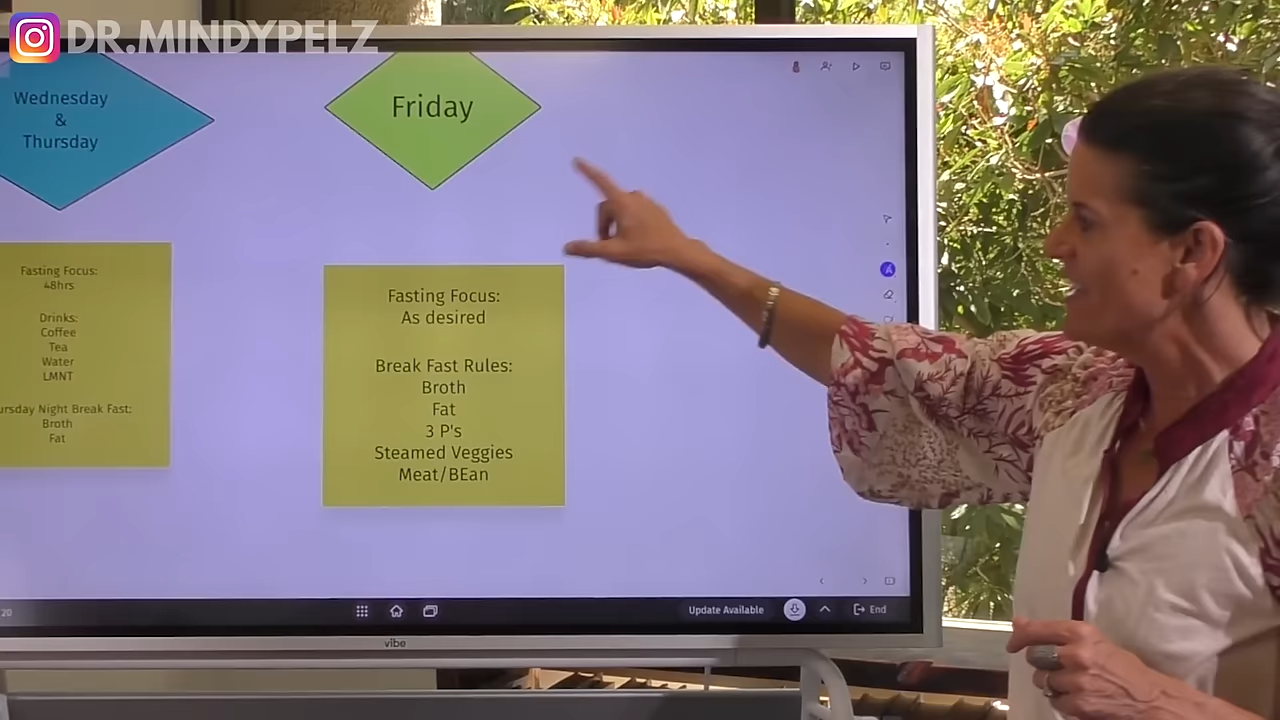 DR.MINDYPELZ
Wednesday
&
Thursday
Fasting Focus:
48hrs
Drinks:
Coffee
Tea
Water
LMNT
Night Break Fast:
Broth
Fat
Friday
Fasting Focus:
As desired
Break Fast Rules:
Broth
Fat
3 P's
Steamed Veggies
Meat/BEan
20
Update Available
End
vibe